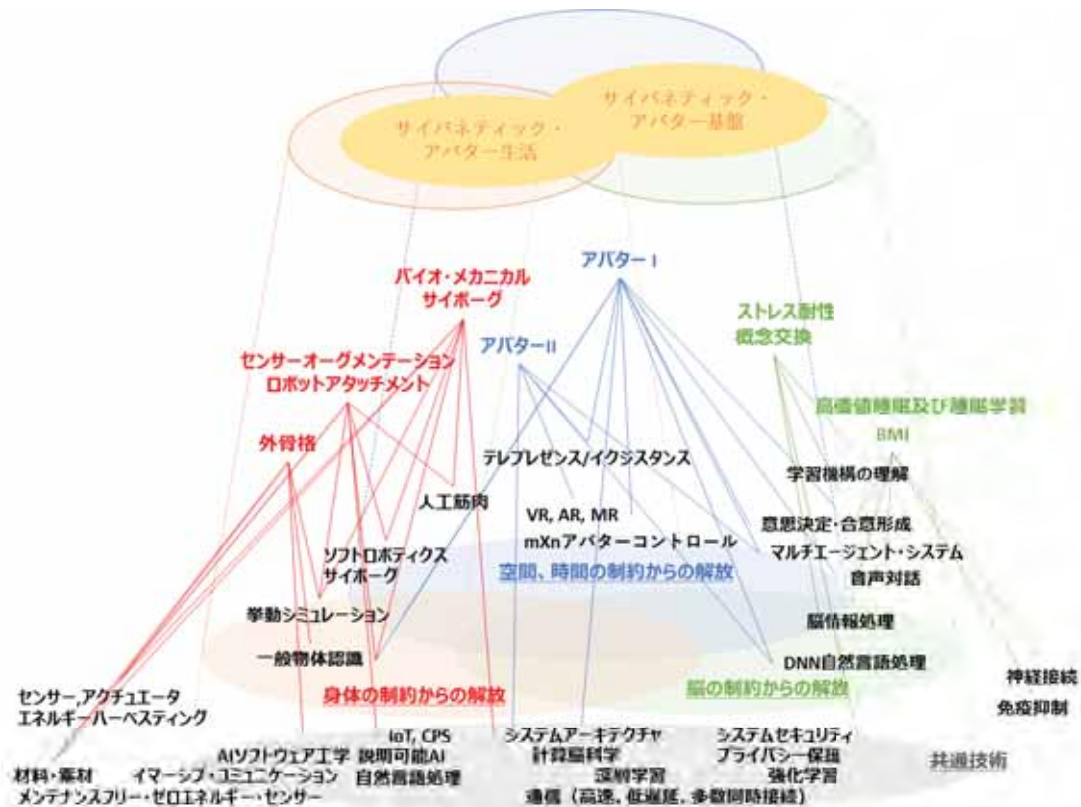 サイバネティック・
アバター基盤
サイバネティック・
アバター生活
バイオ・メカニカル
サイボーグ
アバターI
アバターII
ストレス耐性
概念交換
センサーオーグメンテーション
ロボットアタッチメント
外骨格
高価値睡眠及び睡眠学習
BMI
テレプレゼンス/イクジスタンス
学習機構の理解
人工筋肉
VR, AR, MR
mXnアバターコントロール
意思決定・合意形成
マルチエージェント・システム
音声対話
ソフトロボティクス
サイボーグ
空間、時間の制約からの解放
挙動シミュレーション
脳情報処理
一般物体認識
DNN自然言語処理
身体の制約からの解放
脳の制約からの解放
神経接続
免疫抑制
センサー,アクチュエータ
エネルギーハーベスティング
IoT, CPS
システムアーキテクチャ
システムセキュリティ
AIソフトウェア工学
説明可能AI
計算脳科学
プライバシー保護
共通技術
材料・素材
イマーシブ・コミュニケーション
自然言語処理
深層学習
強化学習
メンテナンスフリー・ゼロエネルギー・センサー
通信（高速、低遅延、多数同時接続）